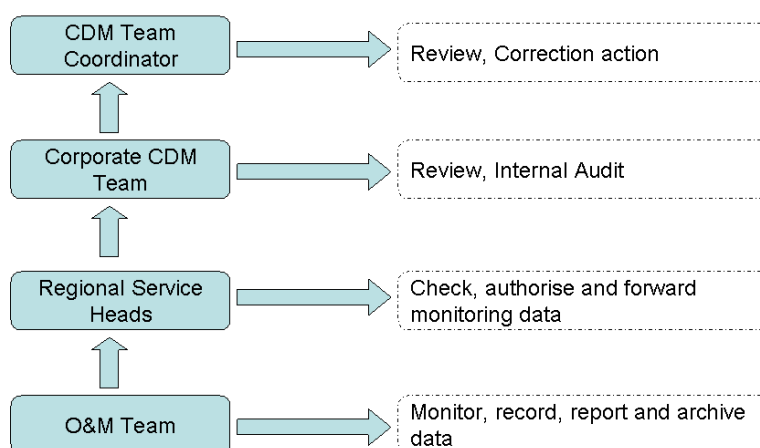 CDM Team
Coordinator
Review, Correction action
Corporate CDM
Team
Review, Internal Audit
Regional Service
Heads
Check, authorise and forward
monitoring data
O&M Team
Monitor, record, report and archive
data